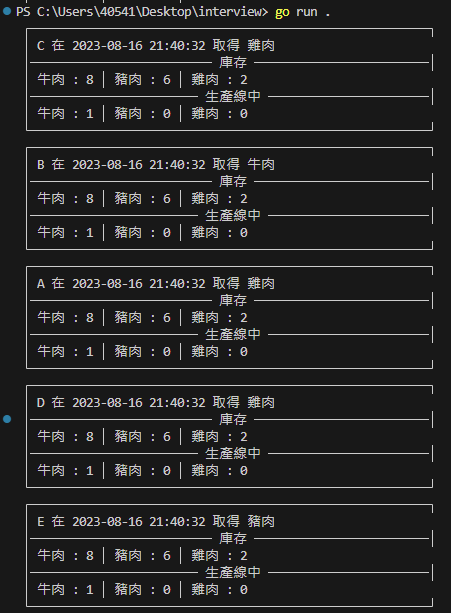 PS C:\Users\40541\Desktop\interview> go run .
C 在 2023-08-16 21:40:32 取得 雞肉
庫存
牛肉 : 8 | 豬肉 : 6 | 雞肉 : 2
生產線中
牛肉 : 1 | 豬肉 : 0 | 雞肉 : 0
B 在 2023-08-16 21:40:32 取得 牛肉
庫存
牛肉 : 8 | 豬肉 : 6 | 雞肉 : 2
生產線中
牛肉 : 1 | 豬肉 : 0 | 雞肉 : 0
A 在 2023-08-16 21:40:32 取得 雞肉
庫存
牛肉 : 8 | 豬肉 : 6 | 雞肉 : 2
生產線中
牛肉 : 1 | 豬肉 : 0 | 雞肉 : 0
D 在 2023-08-16 21:40:32 取得 雞肉
庫存
牛肉 : 8 | 豬肉 : 6 | 雞肉 : 2
生產線中
牛肉 : 1 | 豬肉 : 0 | 雞肉 : 0
E 在 2023-08-16 21:40:32 取得 豬肉
庫存
牛肉 : 8 | 豬肉 : 6 | 雞肉 : 2
生產線中
牛肉 : 1 | 豬肉 : 0 | 雞肉 : 0